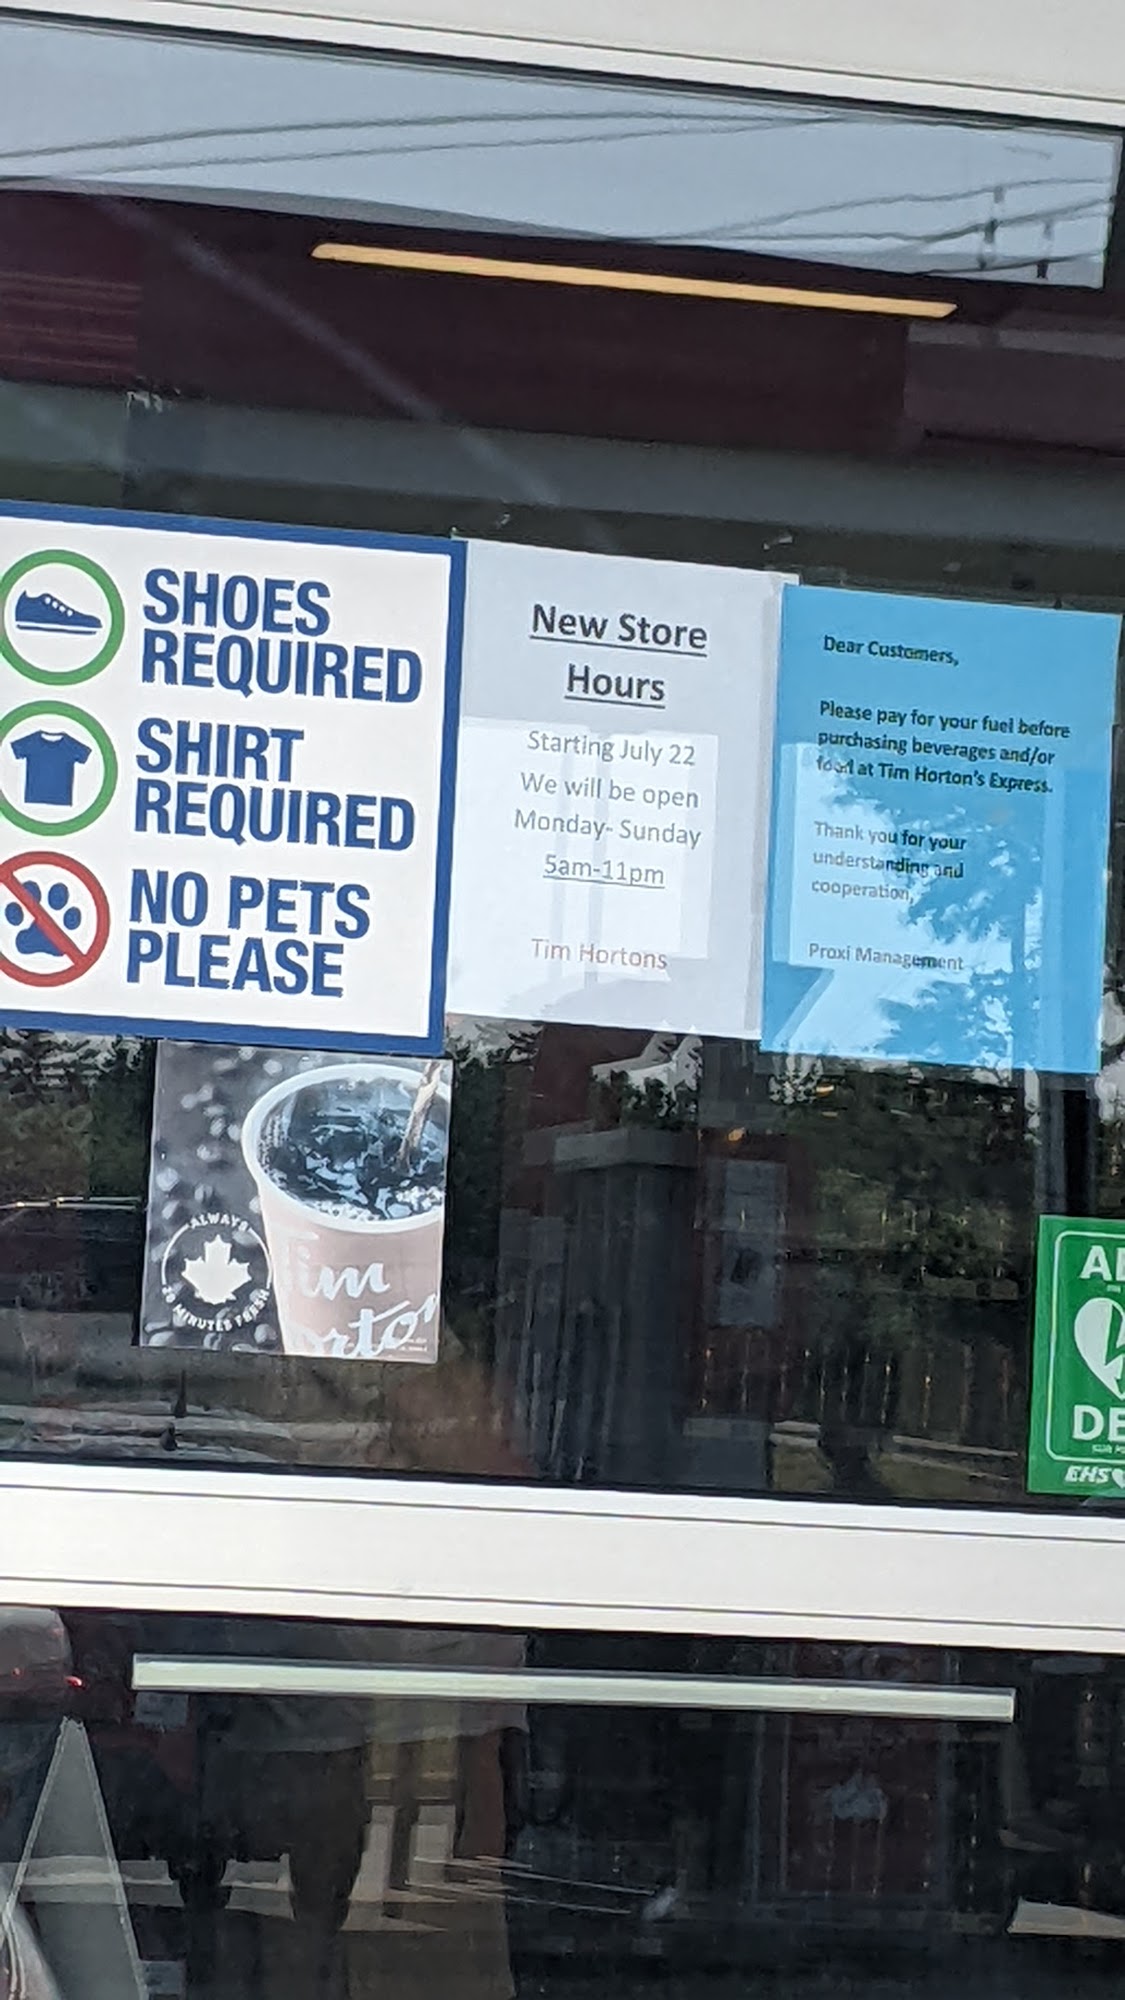 SHOES
REQUIRED
SHIRT
REQUIRED
NO PETS
PLEASE
New Store
Hours
Starting July 22
We will be open
Monday- Sunday
5am-11pm
Tim Hortons
Dear Customers,
Please pay for your fuel before
purchasing beverages and/or
food at Tim Horton's Express.
Thank you for your
understanding and
cooperation,
Proxi Management
ALWAYS
20 MINUTES FRESH
Tim
Horto
EHS